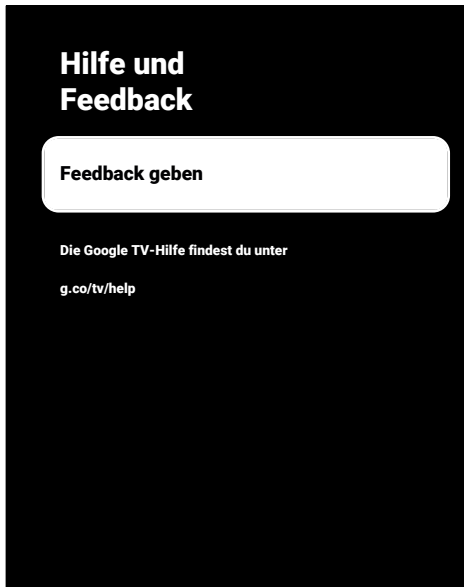 Hilfe und
Feedback
Feedback geben
Die Google TV-Hilfe findest du unter
g.co/tv/help